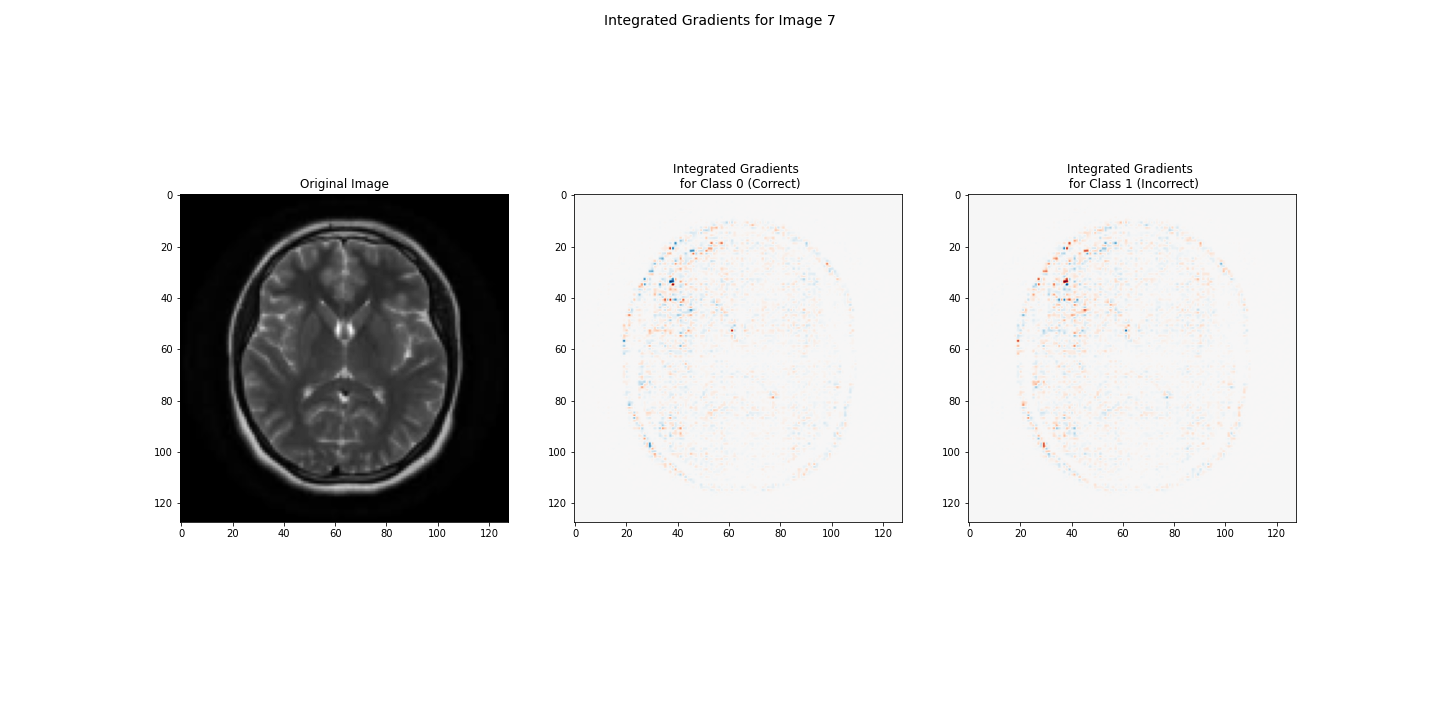 Integrated Gradients for Image 7
Original Image
Integrated Gradients
for Class 0 (Correct)
Integrated Gradients
for Class 1 (Incorrect)
0
20
40
60
80
100
120
0 20 40 60 80 100 120
0
20
40
60
80
100
120
0 20 40 60 80 100 120
0
20
40
60
80
100
120
0 20 40 60 80 100 120